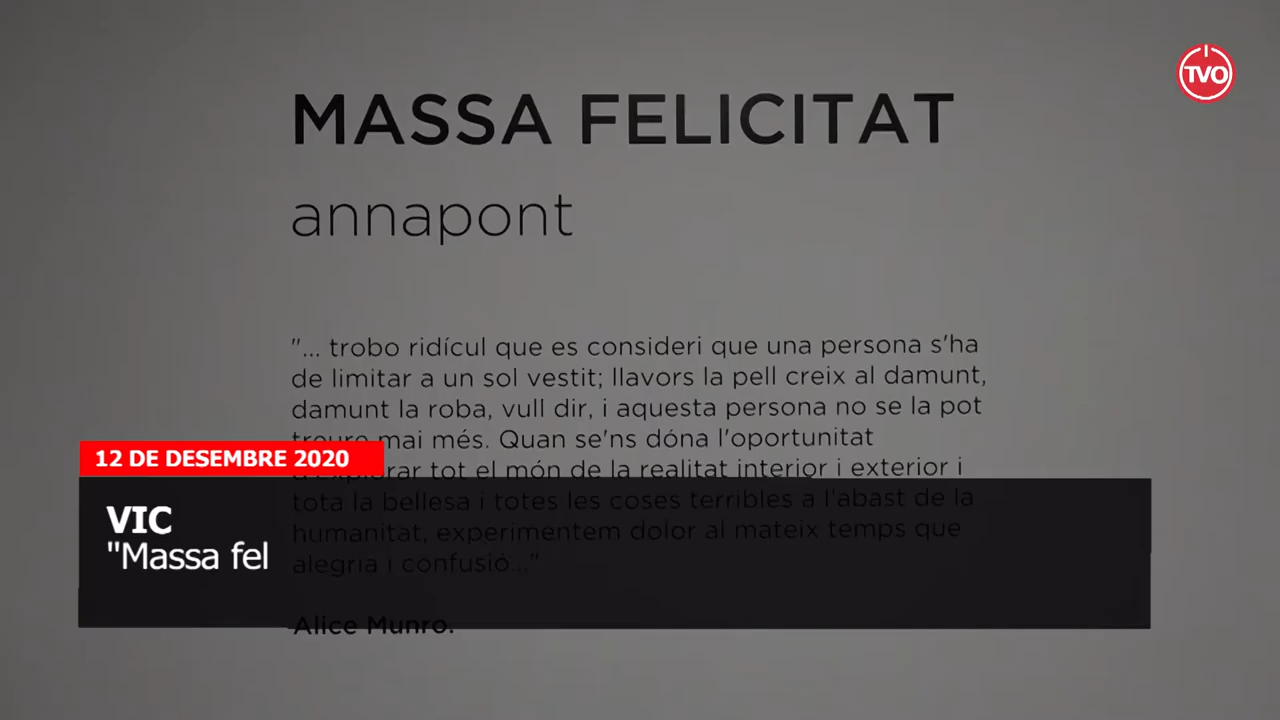 TVO
MASSA FELICITAT
annapont
"... trobo ridícul que es consideri que una persona s'ha
de limitar a un sol vestit; llavors la pell creix al damunt,
damunt la roba, vull dir, i aquesta persona no se la pot
mai més. Quan se'ns dóna l'oportunitat
12 DE DESEMBRE 2020
tot el món de la realitat interior i exterior i
tota la bellesa i totes les coses terribles a l'abast de la
VIC
humanitat, experimentem dolor al mateix temps que
"Massa fel
alegria i confusió..."
Alice Munro.